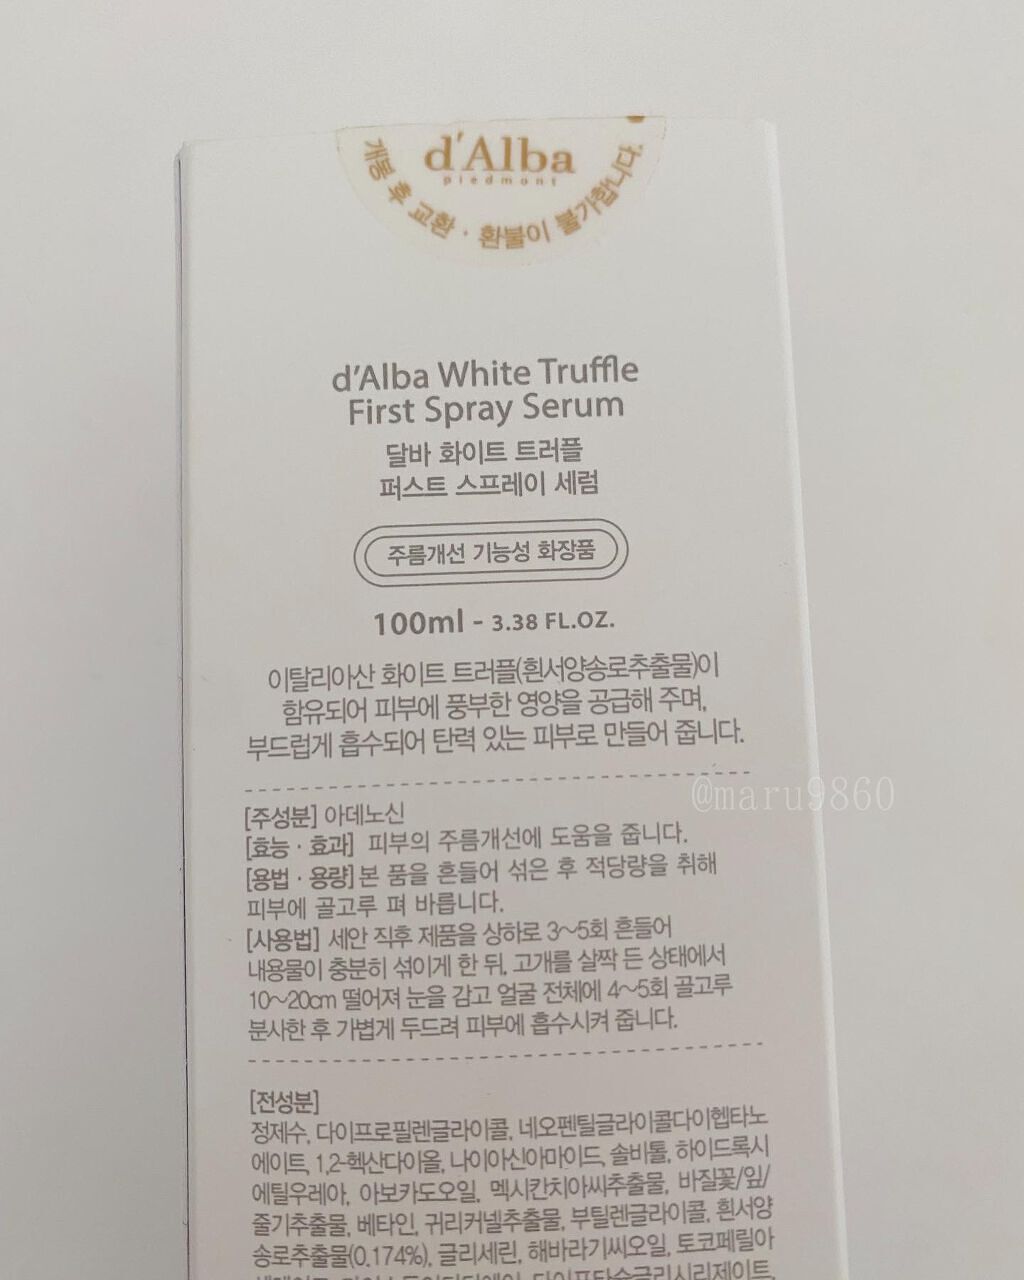 d'Alba
piedmont
개봉 후 교환·환불이 불가합니다.
d'Alba White Truffle
First Spray Serum
달바 화이트 트러플
퍼스트 스프레이 세럼
주름개선 기능성 화장품
100ml - 3.38 FL.OZ.
이탈리아산 화이트 트러플(흰서양송로추출물)이
함유되어 피부에 풍부한 영양을 공급해 주며,
부드럽게 흡수되어 탄력 있는 피부로 만들어 줍니다.
@maru9860
[주성분] 아데노신
[효능·효과] 피부의 주름개선에 도움을 줍니다.
[용법·용량] 본 품을 흔들어 섞은 후 적당량을 취해
피부에 골고루 펴 바릅니다.
[사용법] 세안 직후 제품을 상하로 3~5회 흔들어
내용물이 충분히 섞이게 한 뒤, 고개를 살짝 든 상태에서
10~20cm 떨어져 눈을 감고 얼굴 전체에 4~5회 골고루
분사한 후 가볍게 두드려 피부에 흡수시켜 줍니다.
[전성분]
정제수, 다이프로필렌글라이콜, 네오펜틸글라이콜다이헵타노
에이트, 1,2-헥산다이올, 나이아신아마이드, 솔비톨, 하이드록시
에틸우레아, 아보카도오일, 멕시칸치아씨추출물, 바질꽃/잎/
줄기추출물, 베타인, 귀리커넬추출물, 부틸렌글라이콜, 흰서양
송로추출물(0.174%), 글리세린, 해바라기씨오일, 토코페릴아